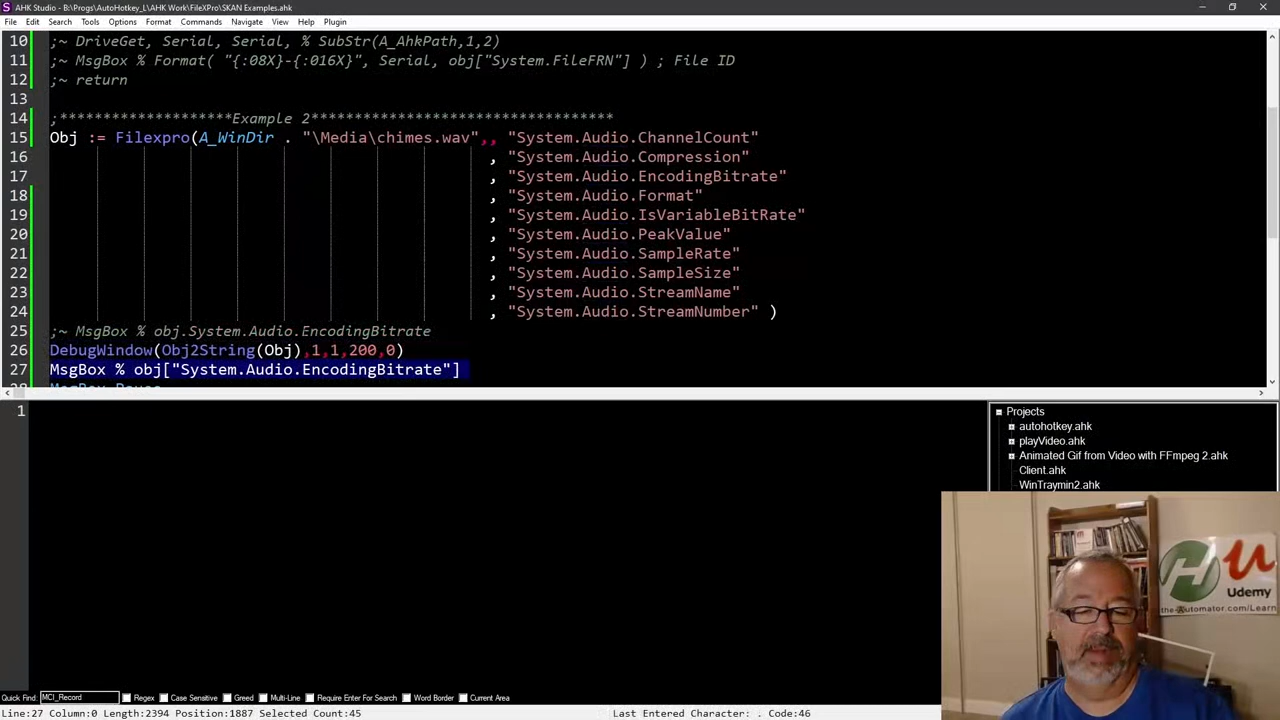 AHK Studio - B:\Progs\AutoHotkey_L\AHK Work\FileXPro\SKAN Examples.ahk
File Edit Search Tools Options Format Commands Navigate View Help Plugin
10 ;~ DriveGet, Serial, Serial, % SubStr(A_AhkPath,1,2)
11 ;~ MsgBox % Format( "{:08X}-{:016X}", Serial, obj["System.FileFRN"] ) ; File ID
12 ;~ return
13
14 ;********************Example 2********************************
15 Obj := Filexpro(A_WinDir . "\Media\chimes.wav",, "System.Audio.ChannelCount"
16 , "System.Audio.Compression"
17 , "System.Audio.EncodingBitrate"
18 , "System.Audio.Format"
19 , "System.Audio.IsVariableBitRate"
20 , "System.Audio.PeakValue"
21 , "System.Audio.SampleRate"
22 , "System.Audio.SampleSize"
23 , "System.Audio.StreamName"
24 , "System.Audio.StreamNumber" )
25 ;~ MsgBox % obj.System.Audio.EncodingBitrate
26 DebugWindow(Obj2String(Obj),1,1,200,0)
27 MsgBox % obj["System.Audio.EncodingBitrate"]
1
Projects
autohotkey.ahk
playVideo.ahk
Animated Gif from Video with FFmpeg 2.ahk
Client.ahk
WinTraymin2.ahk
H u
Udemy
the-Automator.com/Learn
Quick Find: MCI_Record Regex Case Sensitive Greed Multi-Line Require Enter For Search Word Border Current Area
Line:27 Column:0 Length:2394 Position:1887 Selected Count:45 Last Entered Character: . Code:46